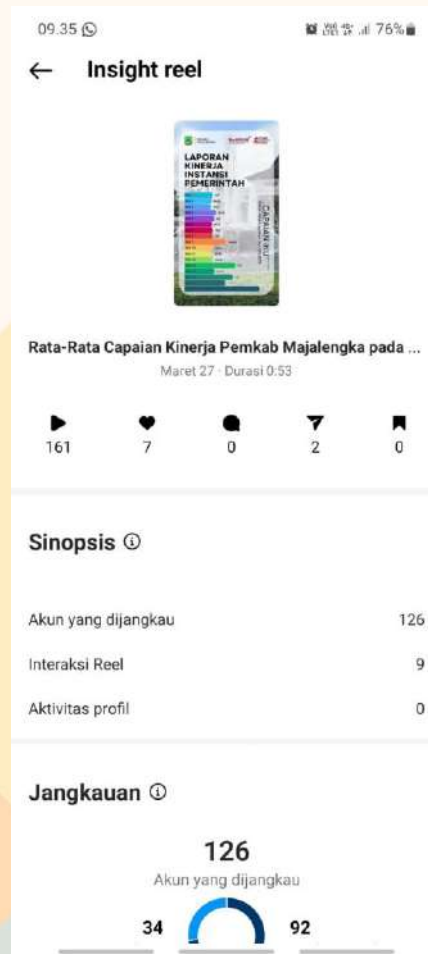 09.35
76%
Insight reel
LAPORAN
KINERJA
INSTANSI
PEMERINTAH
CAPAIAN IKU
Rata-Rata Capaian Kinerja Pemkab Majalengka pada ...
Maret 27 · Durasi 0:53
161 7 0 2 0
Sinopsis
Akun yang dijangkau 126
Interaksi Reel 9
Aktivitas profil 0
Jangkauan
126
Akun yang dijangkau
34 92